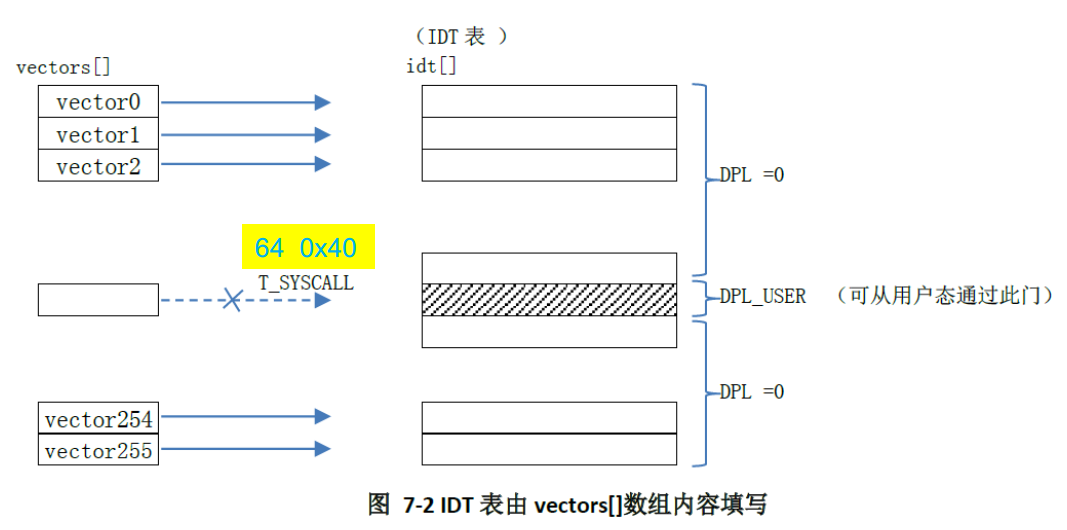 （IDT 表 ）
vectors[]
idt[]
vector0
vector1
vector2
DPL =0
64 0x40
T_SYSCALL
DPL_USER （可从用户态通过此门）
DPL =0
vector254
vector255
图 7-2 IDT 表由 vectors[]数组内容填写